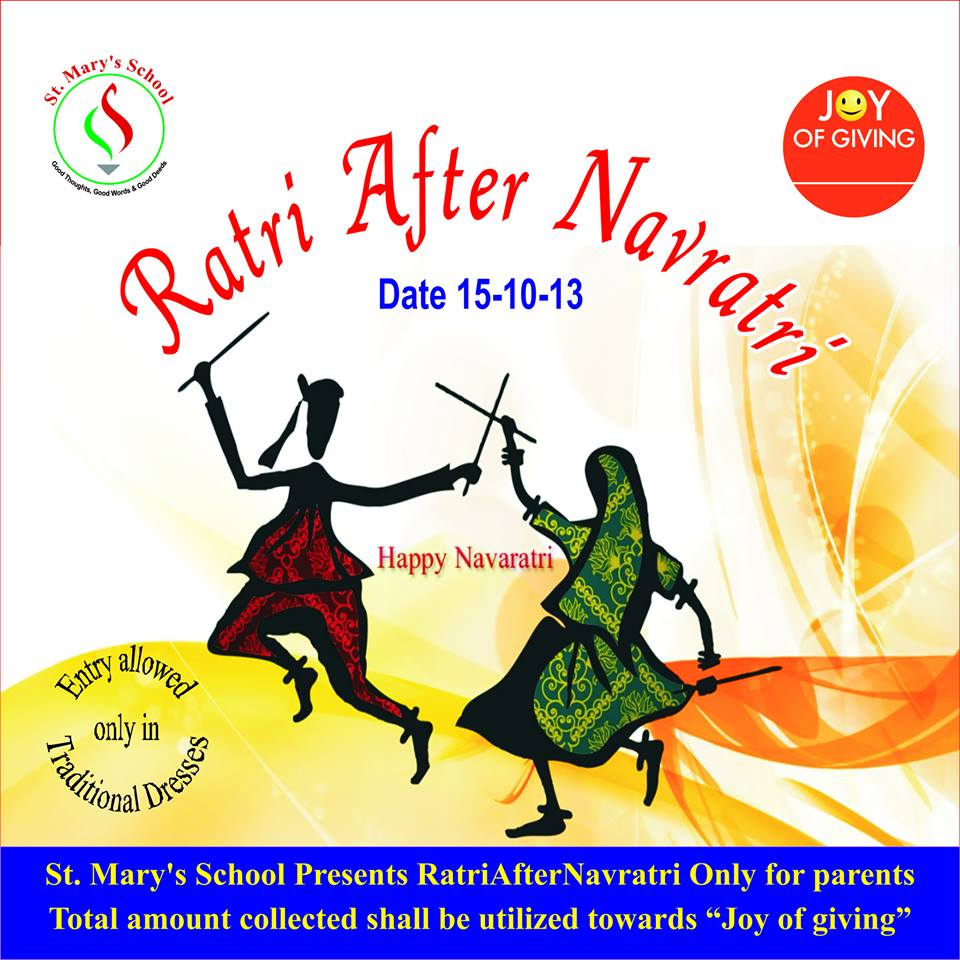 St. Mary's School
Good Thoughts, Good Words & Good Deeds
JOY
OF GIVING
Ratri After Navratri
Date 15-10-13
Happy Navaratri
Entry allowed
only in
Traditional Dresses
St. Mary's School Presents RatriAfterNavratri Only for parents
Total amount collected shall be utilized towards “Joy of giving”